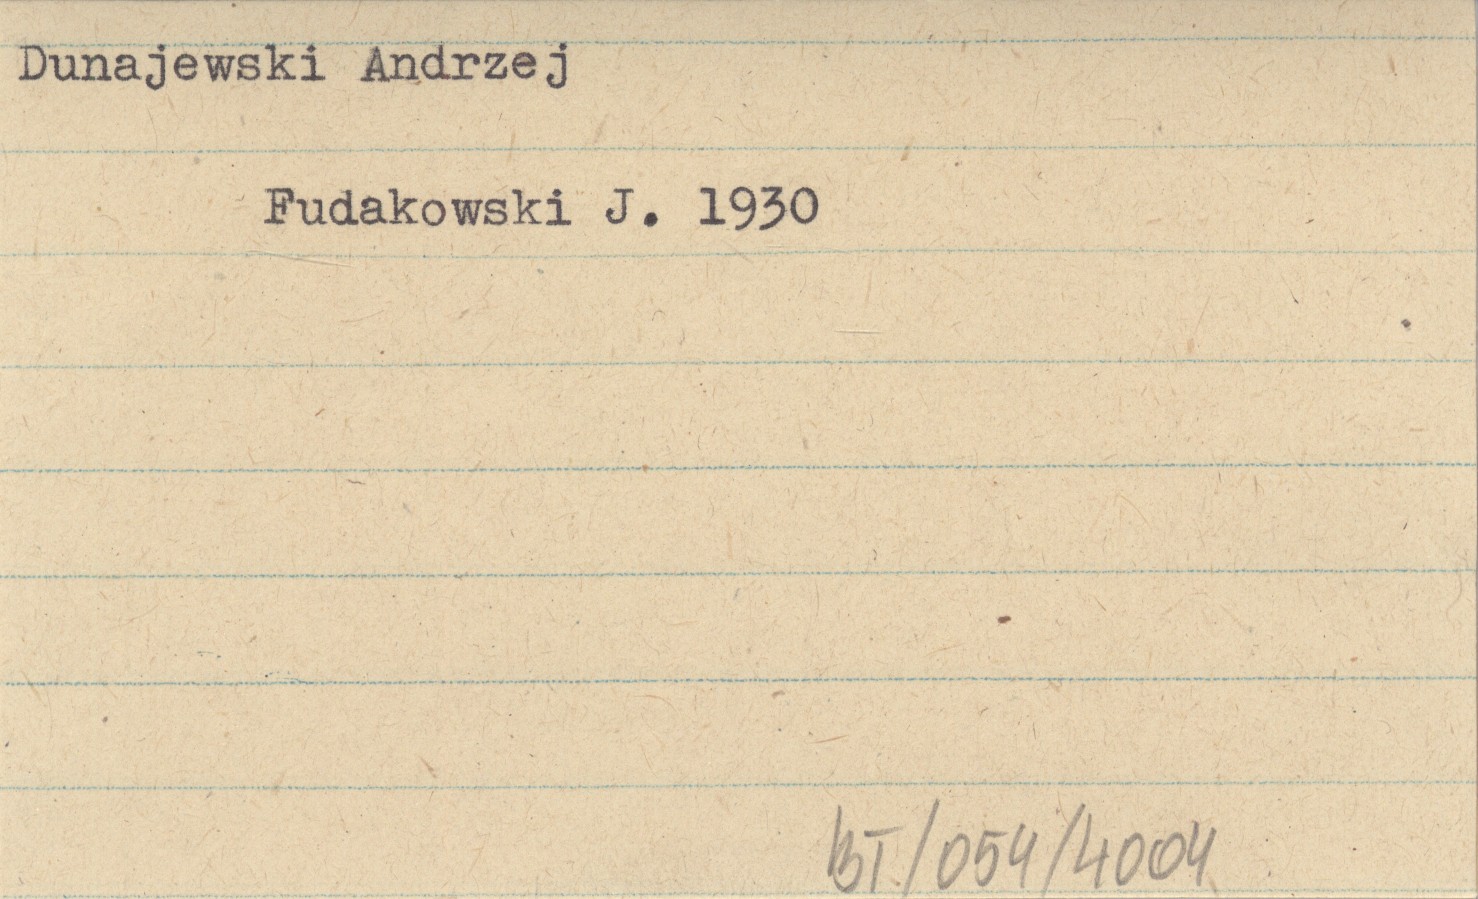 Dunajewski Andrzej
Fudakowski J. 1930
BT/054/4004